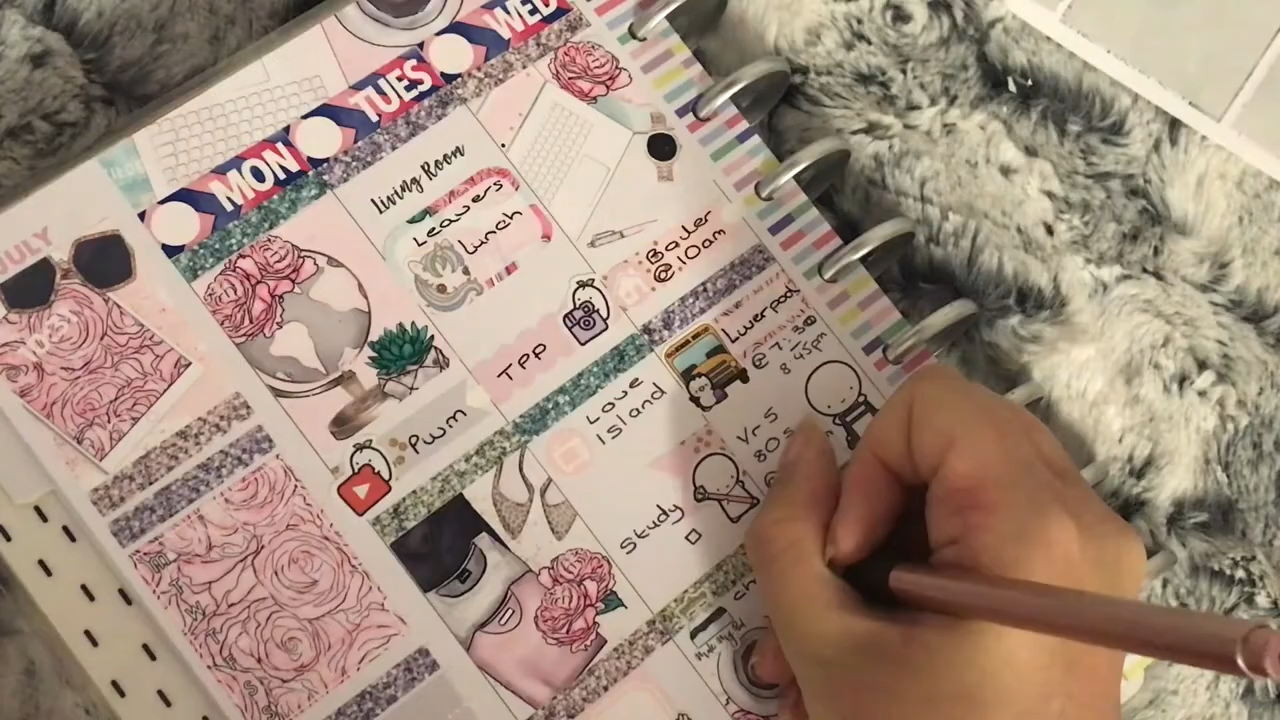 JULY
MON
TUES
WED
Living Room
Leavers
Lunch
Boiler
@10am
TPP
PWM
Love
Island
Liverpool
@ 7:30
8:45pm
Vrs
80s
Study
M
T
W
T
F
S
S